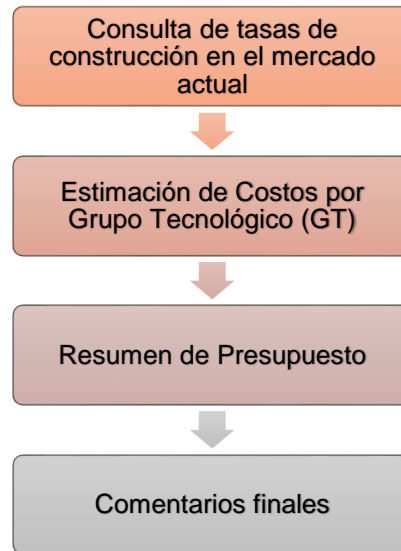 Consulta de tasas de
construcción en el mercado
actual
Estimación de Costos por
Grupo Tecnológico (GT)
Resumen de Presupuesto
Comentarios finales